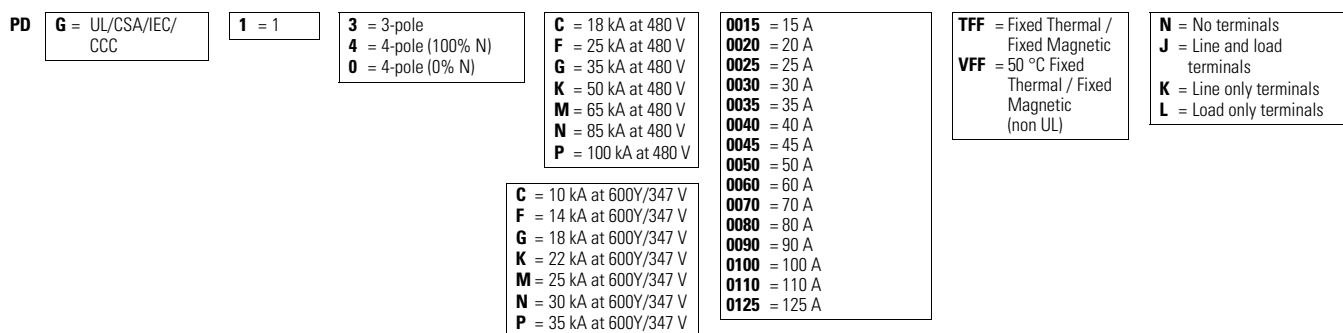 PD
G = UL/CSA/IEC/
CCC
1 = 1
3 = 3-pole
4 = 4-pole (100% N)
0 = 4-pole (0% N)
C = 18 kA at 480 V
F = 25 kA at 480 V
G = 35 kA at 480 V
K = 50 kA at 480 V
M = 65 kA at 480 V
N = 85 kA at 480 V
P = 100 kA at 480 V
C = 10 kA at 600Y/347 V
F = 14 kA at 600Y/347 V
G = 18 kA at 600Y/347 V
K = 22 kA at 600Y/347 V
M = 25 kA at 600Y/347 V
N = 30 kA at 600Y/347 V
P = 35 kA at 600Y/347 V
0015 = 15 A
0020 = 20 A
0025 = 25 A
0030 = 30 A
0035 = 35 A
0040 = 40 A
0045 = 45 A
0050 = 50 A
0060 = 60 A
0070 = 70 A
0080 = 80 A
0090 = 90 A
0100 = 100 A
0110 = 110 A
0125 = 125 A
TFF = Fixed Thermal /
Fixed Magnetic
VFF = 50 °C Fixed
Thermal / Fixed
Magnetic
(non UL)
N = No terminals
J = Line and load
terminals
K = Line only terminals
L = Load only terminals